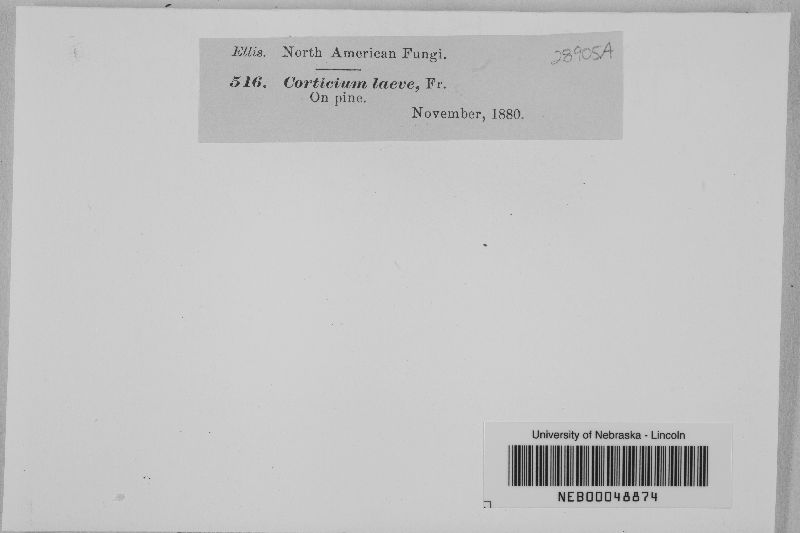 Ellis. North American Fungi.
28905A
516. Corticium laeve, Fr.
On pine.
November, 1880.
University of Nebraska - Lincoln
NEB00048874